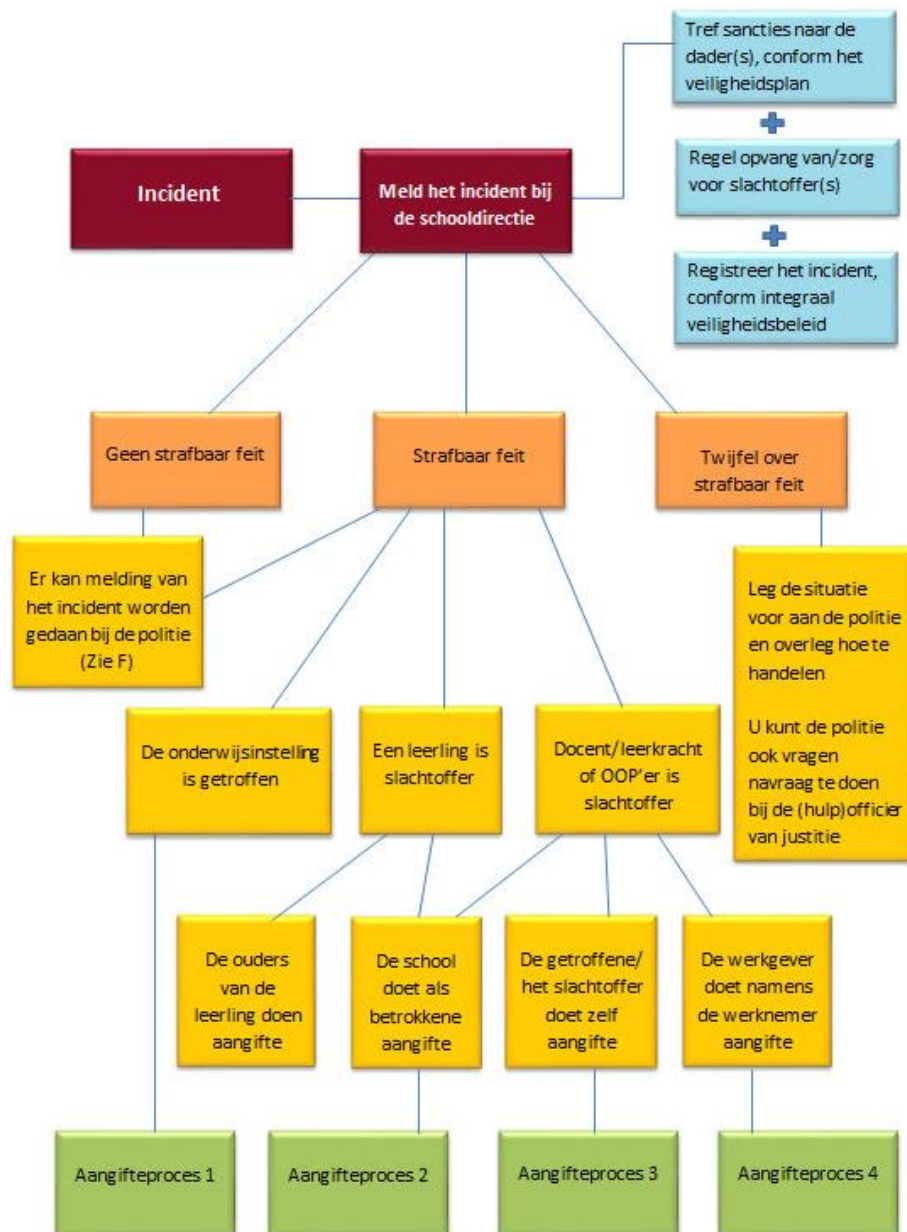 Tref sancties naar de
dader(s), conform het
veiligheidsplan
Incident
Meld het incident bij
de schooldirectie
Regel opvang van/zorg
voor slachtoffer(s)
Registreer het incident,
conform integraal
veiligheidsbeleid
Geen strafbaar feit
Strafbaar feit
Twijfel over
strafbaar feit
Er kan melding van
het incident worden
gedaan bij de politie
(Zie F)
Leg de situatie
voor aan de politie
en overleg hoe te
handelen
U kunt de politie
ook vragen
navraag te doen
bij de (hulp)officier
van justitie
De onderwijsinstelling
is getroffen
Een leerling is
slachtoffer
Docent/leerkracht
of OOP'er is
slachtoffer
De ouders
van de
leerling doen
aangifte
De school
doet als
betrokkene
aangifte
De getroffene/
het slachtoffer
doet zelf
aangifte
De werkgever
doet namens
de werknemer
aangifte
Aangifteproces 1
Aangifteproces 2
Aangifteproces 3
Aangifteproces 4